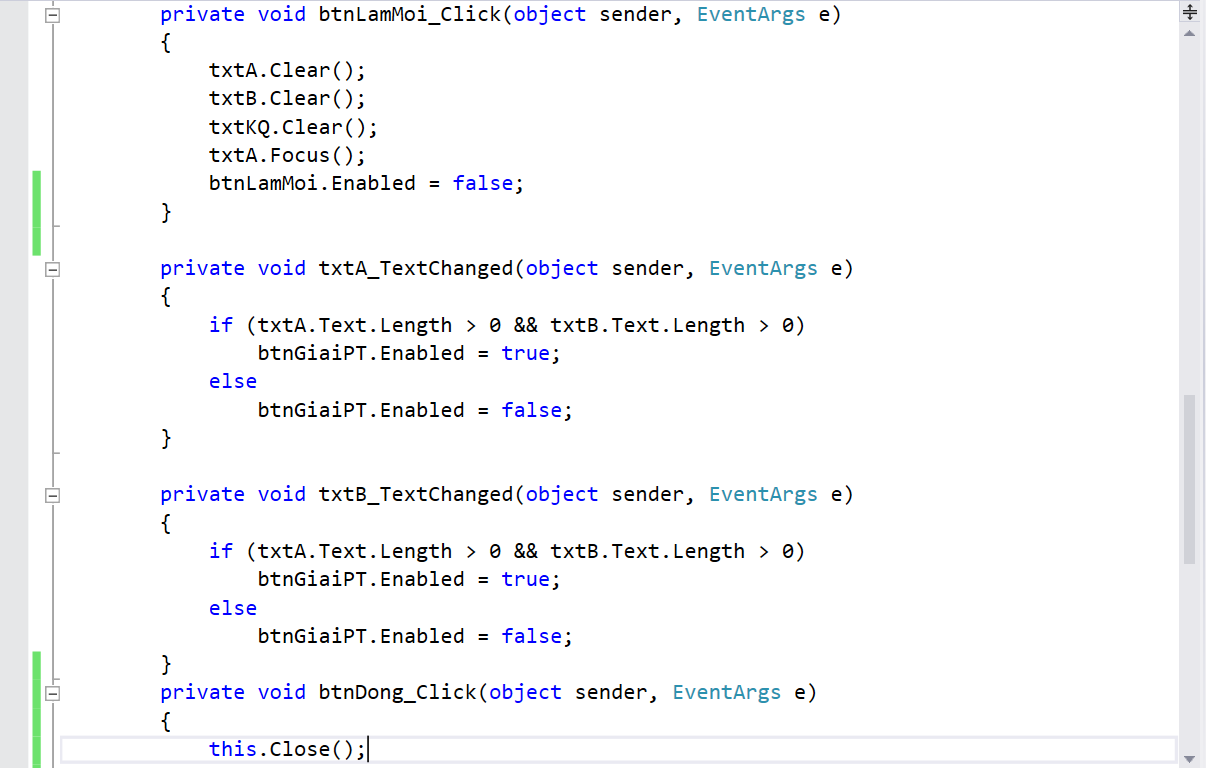 private void btnLamMoi_Click(object sender, EventArgs e)
{
txtA.Clear();
txtB.Clear();
txtKQ.Clear();
txtA.Focus();
btnLamMoi.Enabled = false;
}
private void txtA_TextChanged(object sender, EventArgs e)
{
if (txtA.Text.Length > 0 && txtB.Text.Length > 0)
btnGiaiPT.Enabled = true;
else
btnGiaiPT.Enabled = false;
}
private void txtB_TextChanged(object sender, EventArgs e)
{
if (txtA.Text.Length > 0 && txtB.Text.Length > 0)
btnGiaiPT.Enabled = true;
else
btnGiaiPT.Enabled = false;
}
private void btnDong_Click(object sender, EventArgs e)
{
this.Close();